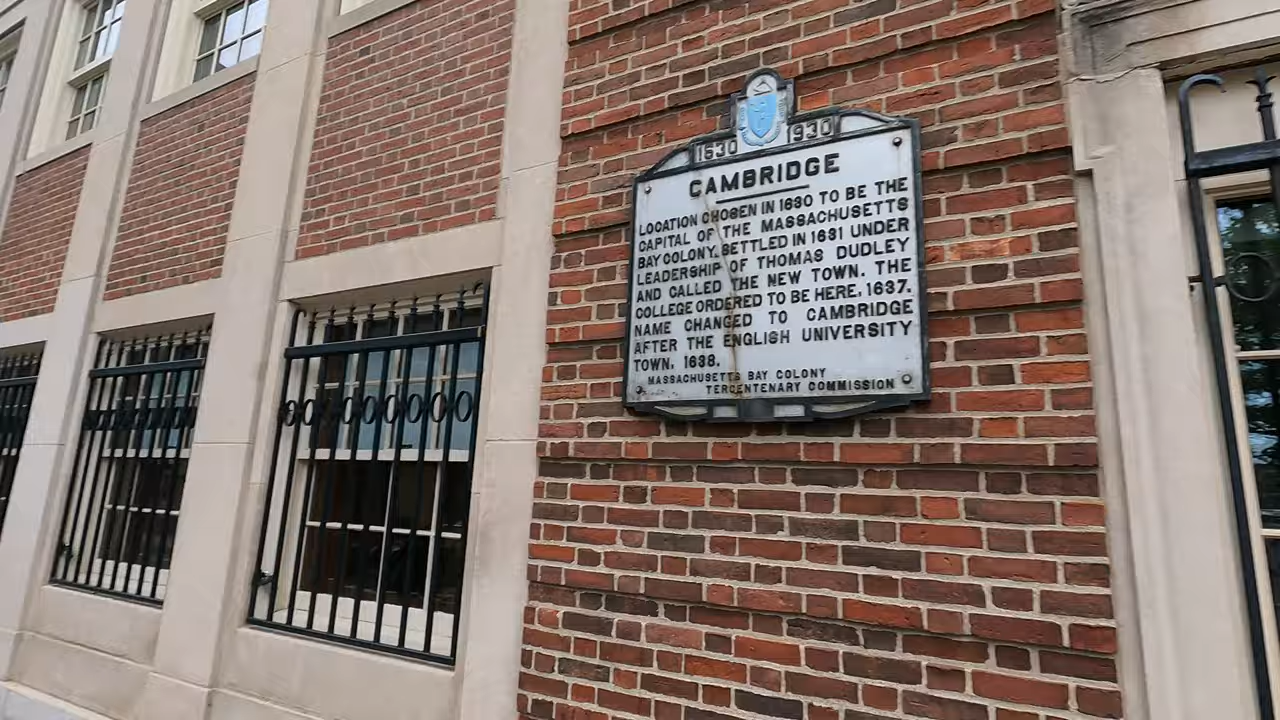 1630 1930
CAMBRIDGE
LOCATION CHOSEN IN 1630 TO BE THE
CAPITAL OF THE MASSACHUSETTS
BAY COLONY. SETTLED IN 1631 UNDER
LEADERSHIP OF THOMAS DUDLEY
AND CALLED THE NEW TOWN. THE
COLLEGE ORDERED TO BE HERE, 1637.
NAME CHANGED TO CAMBRIDGE
AFTER THE ENGLISH UNIVERSITY
TOWN, 1638.
MASSACHUSETTS BAY COLONY
TERCENTENARY COMMISSION